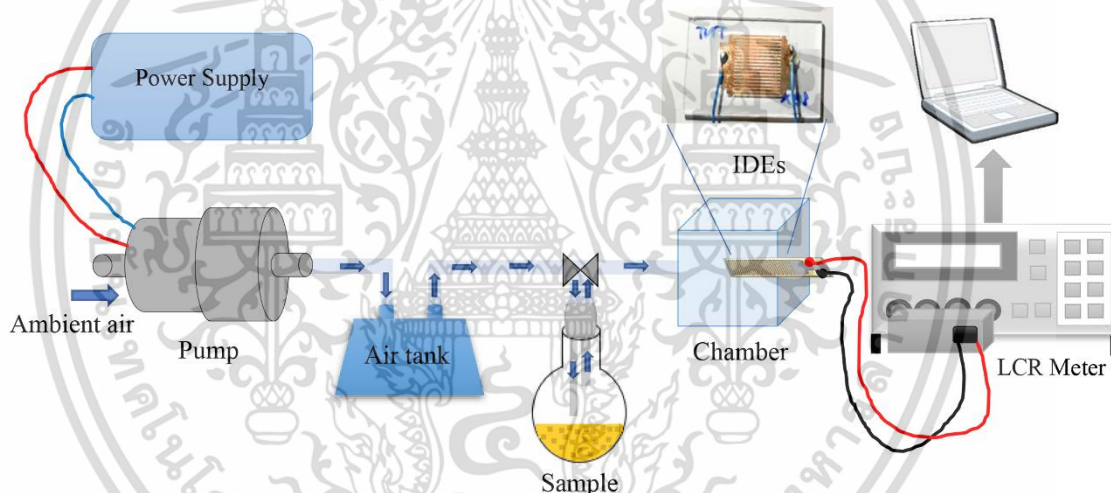 Power Supply
IDEs
Ambient air
Pump
Air tank
Chamber
LCR Meter
Sample